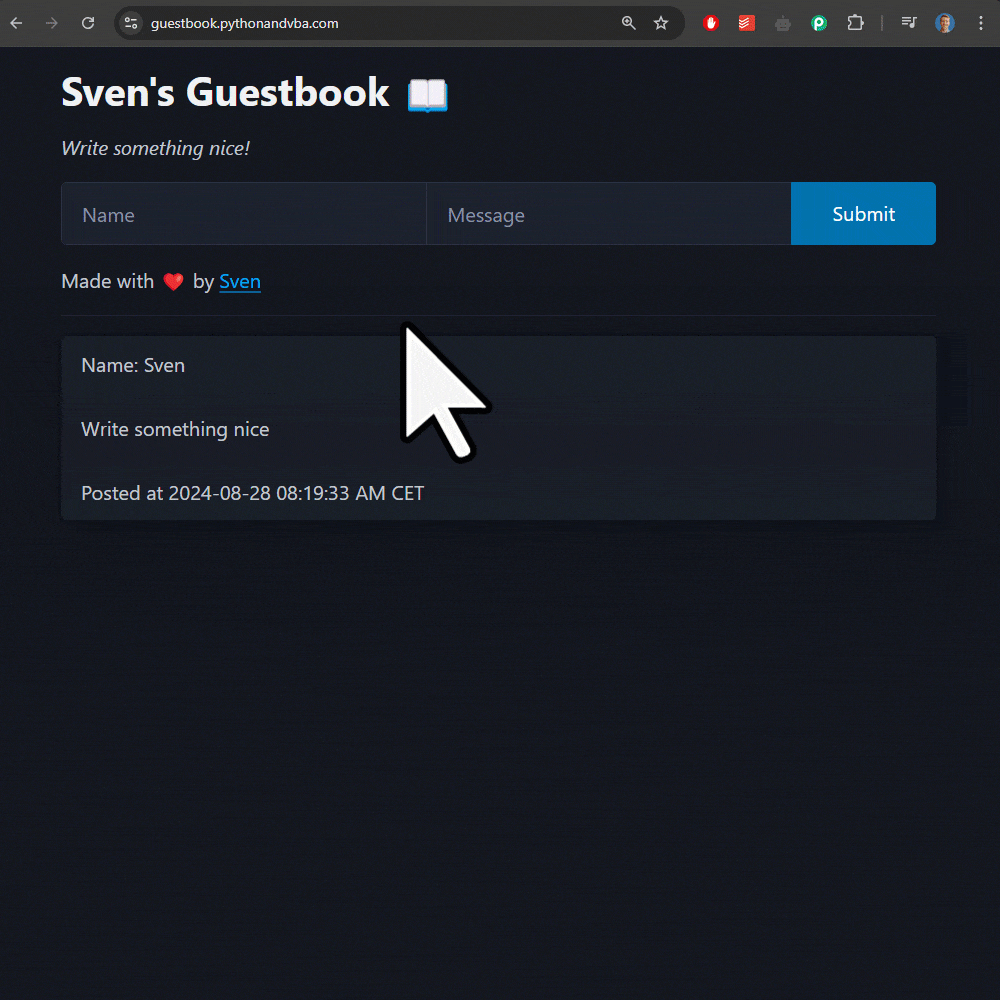 guestbook.pythonandvba.com
Sven's Guestbook 📖
Write something nice!
Name Message Submit
Made with ❤️ by Sven
Name: Sven
Write something nice
Posted at 2024-08-28 08:19:33 AM CET